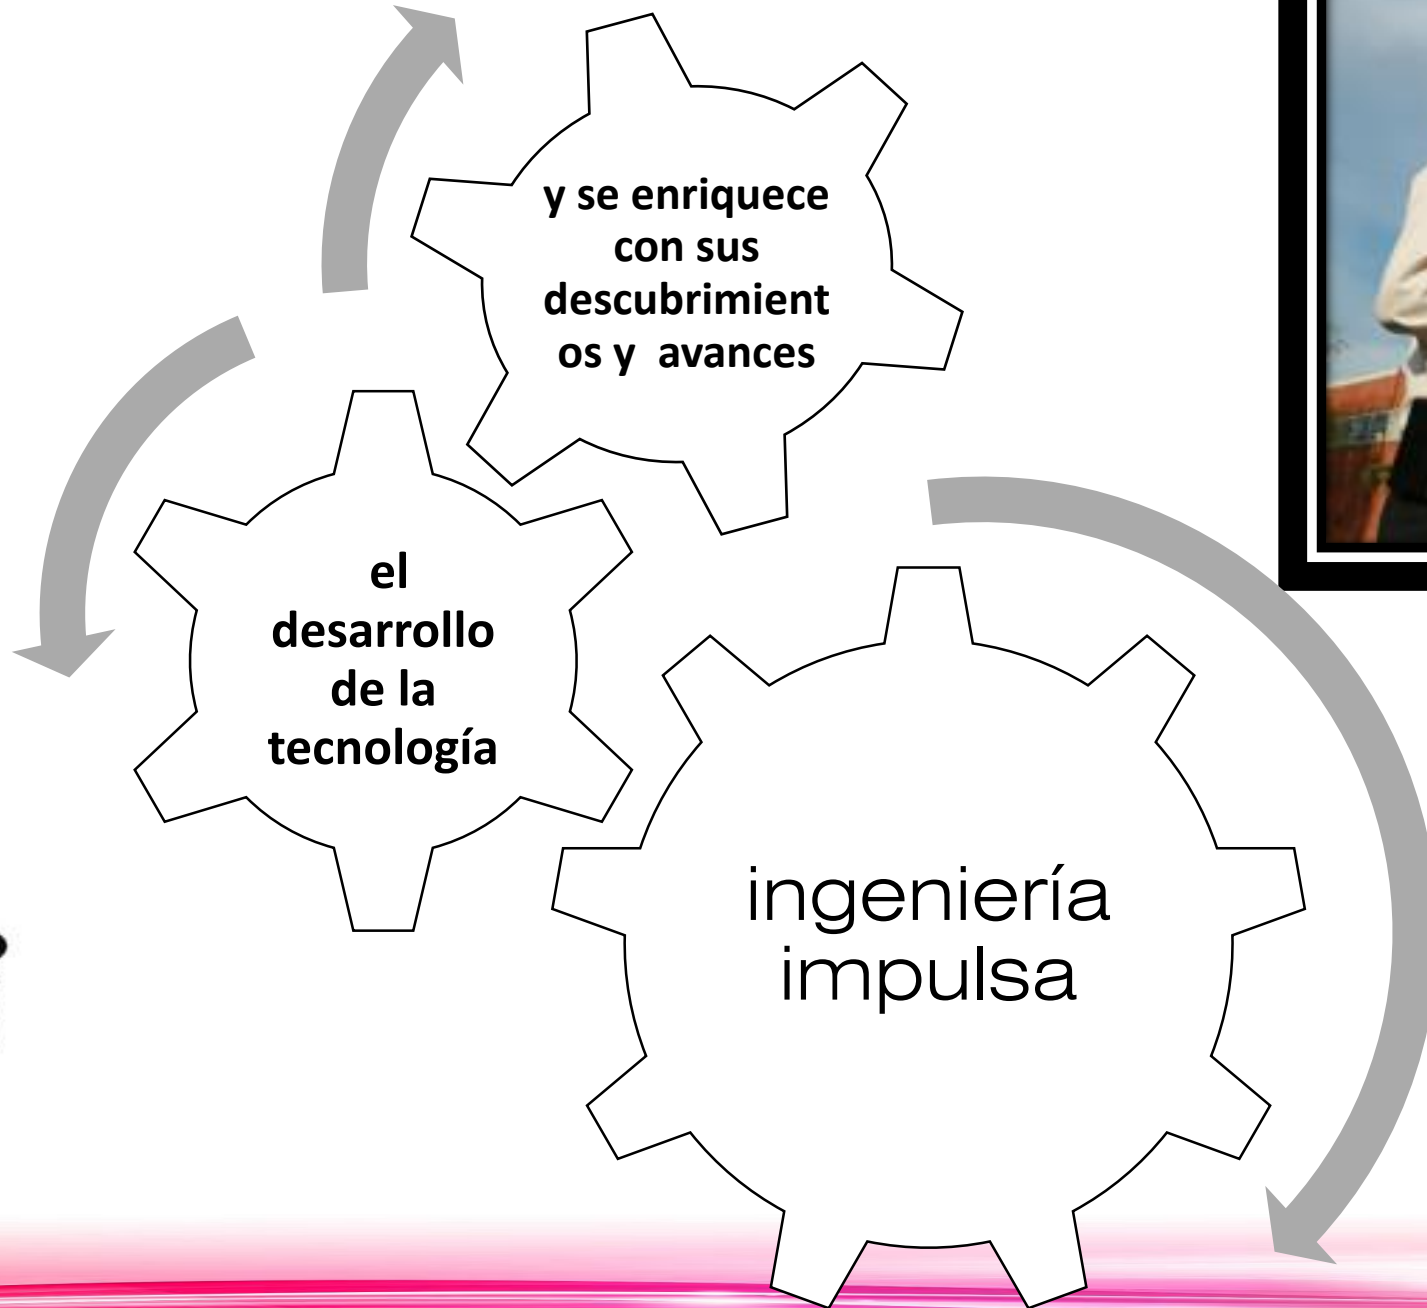 y se enriquece
con sus
descubrimient
os y  avances
el
desarrollo
de la
tecnología
ingeniería
impulsa